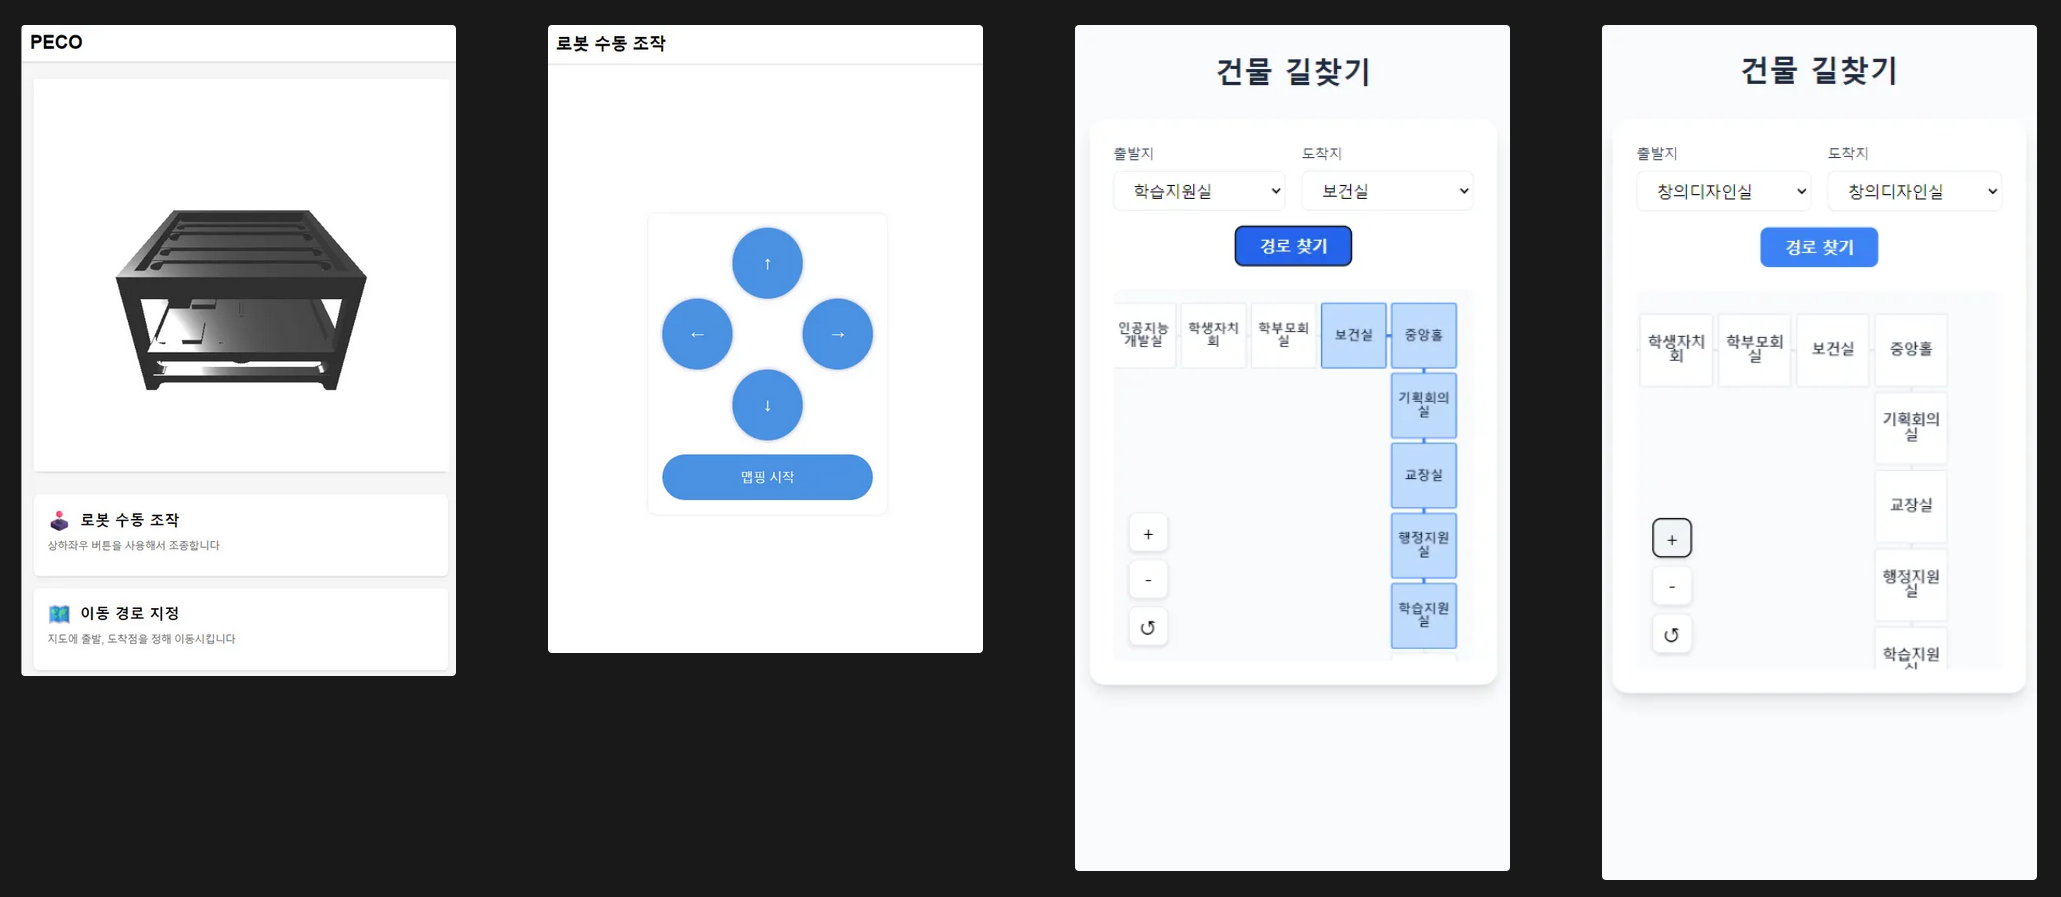 PECO
로봇 수동 조작
상하좌우 버튼을 사용해서 조종합니다
이동 경로 지정
지도에 출발, 도착점을 정해 이동시킵니다
로봇 수동 조작
↑
← →
↓
맵핑 시작
건물 길찾기
출발지 도착지
학습지원실 보건실
경로 찾기
인공지능 학생자치 학부모회 보건실 중앙홀
개발실 회 실
기획회의
실
교장실
행정지원
실
학습지원
실
+
-
↺
건물 길찾기
출발지 도착지
창의디자인실 창의디자인실
경로 찾기
학생자치 학부모회 보건실 중앙홀
회 실
기획회의
실
교장실
행정지원
실
학습지원
실
+
-
↺